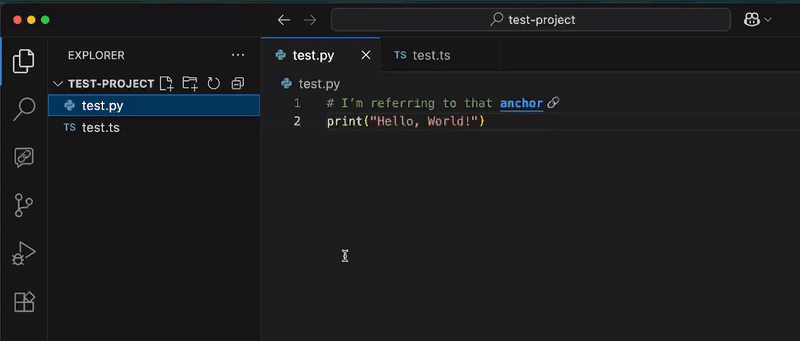 test-project
EXPLORER
test.py
TS test.ts
TEST-PROJECT
test.py
test.py
1 # I’m referring to that anchor
TS test.ts
2 print("Hello, World!")